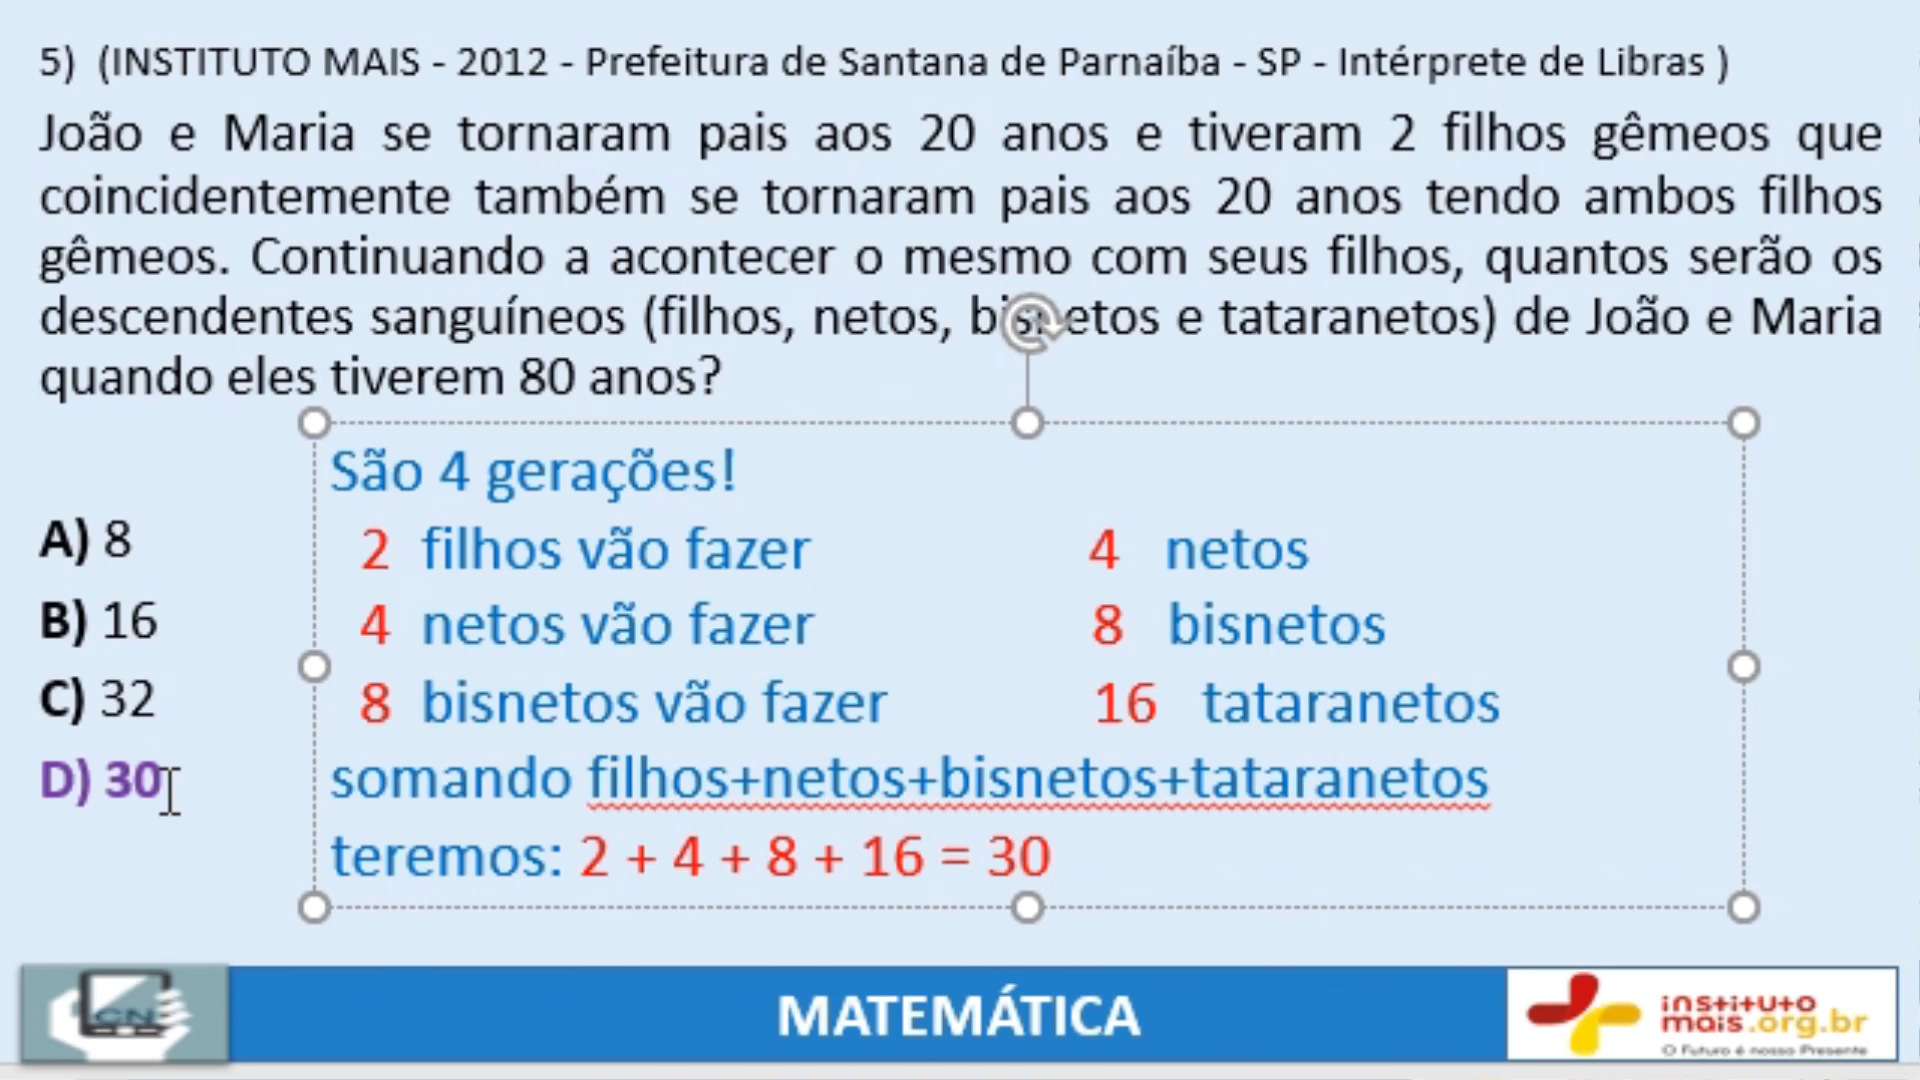 5) (INSTITUTO MAIS - 2012 - Prefeitura de Santana de Parnaíba - SP - Intérprete de Libras )
João e Maria se tornaram pais aos 20 anos e tiveram 2 filhos gêmeos que
coincidentemente também se tornaram pais aos 20 anos tendo ambos filhos
gêmeos. Continuando a acontecer o mesmo com seus filhos, quantos serão os
descendentes sanguíneos (filhos, netos, bisnetos e tataranetos) de João e Maria
quando eles tiverem 80 anos?
São 4 gerações!
A) 8
2 filhos vão fazer 4 netos
B) 16
4 netos vão fazer 8 bisnetos
C) 32
8 bisnetos vão fazer 16 tataranetos
D) 30
somando filhos+netos+bisnetos+tataranetos
teremos: 2 + 4 + 8 + 16 = 30
CN
MATEMÁTICA
instituto
mais.org.br
O Futuro é nosso Presente